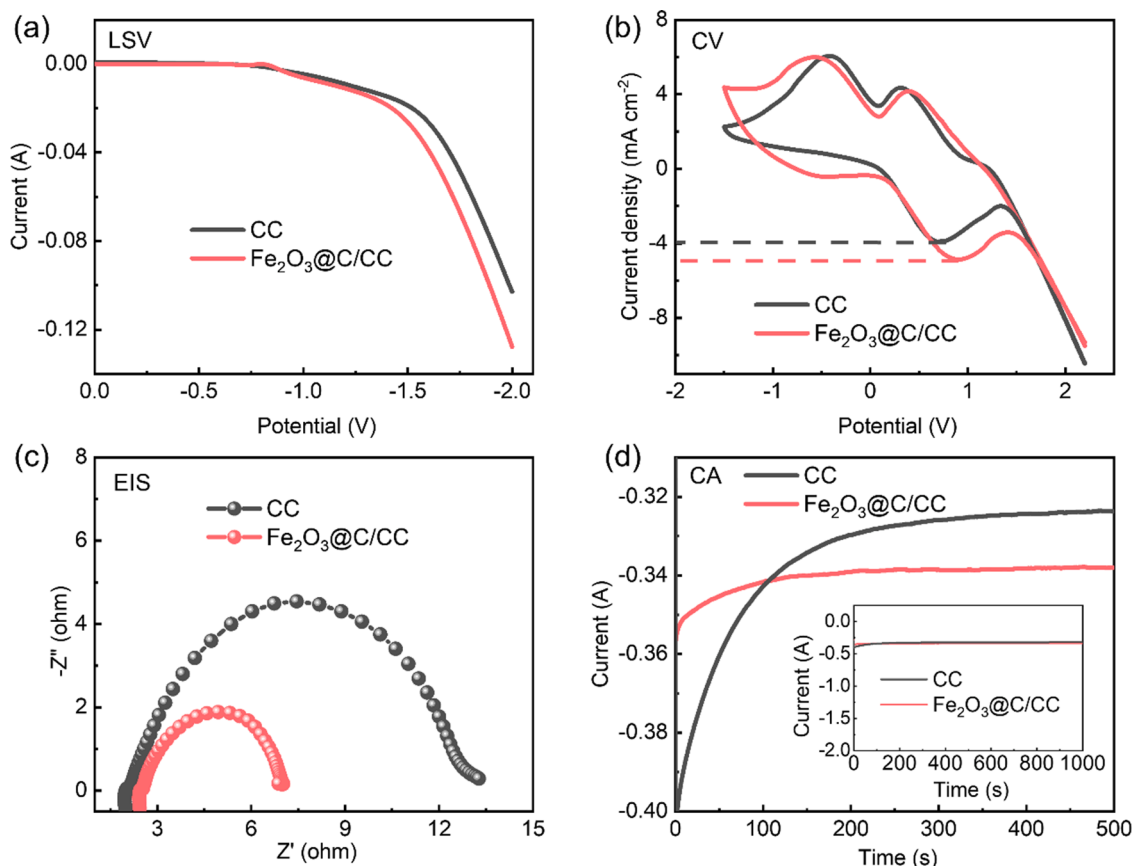 (a)
LSV
0.00
-0.04
-0.08
-0.12
Current (A)
CC
Fe₂O₃@C/CC
0.0
-0.5
-1.0
-1.5
-2.0
Potential (V)
(b)
CV
8
4
0
-4
-8
Current density (mA cm⁻²)
CC
Fe₂O₃@C/CC
-2
-1
0
1
2
Potential (V)
(c)
EIS
8
6
4
2
0
-Z" (ohm)
CC
Fe₂O₃@C/CC
3
6
9
12
15
Z' (ohm)
(d)
CA
-0.32
-0.34
-0.36
-0.38
-0.40
Current (A)
CC
Fe₂O₃@C/CC
0
100
200
300
400
500
Time (s)
0.0
-0.5
-1.0
-1.5
-2.0
Current (A)
CC
Fe₂O₃@C/CC
0
200
400
600
800
1000
Time (s)